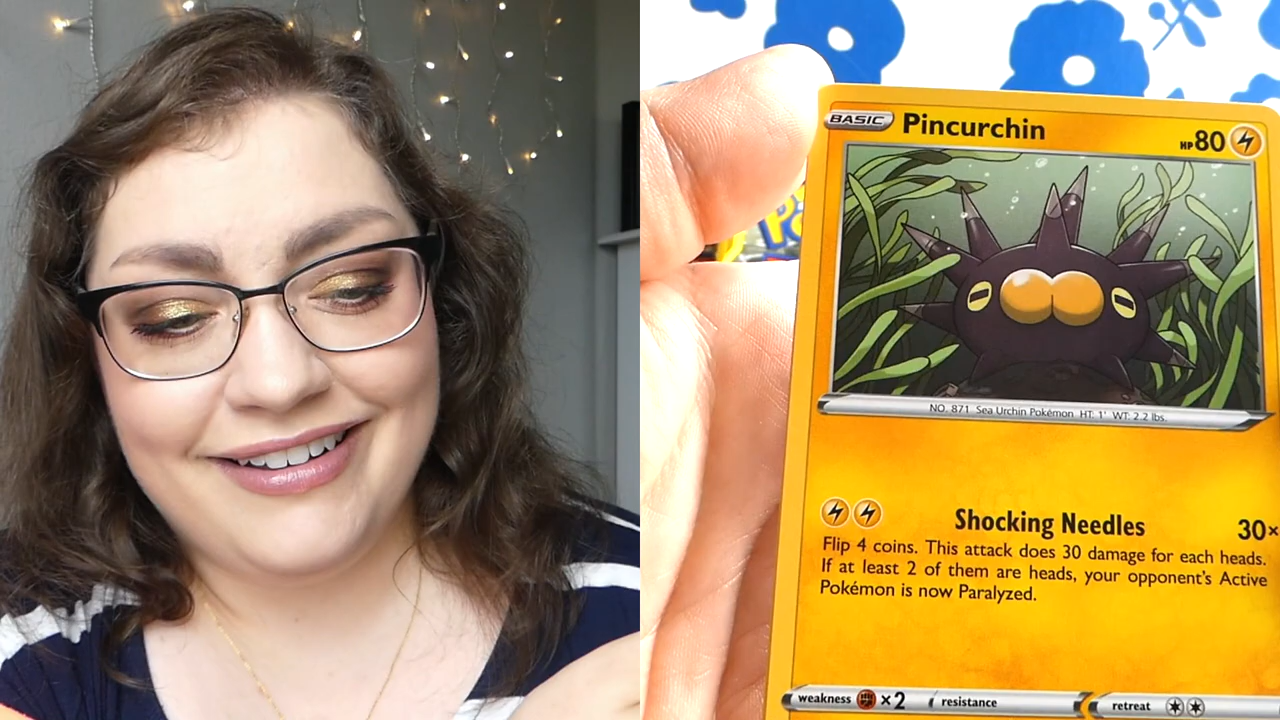 BASIC Pincurchin HP 80
NO. 871 Sea Urchin Pokémon HT: 1' WT: 2.2 lbs.
Shocking Needles 30×
Flip 4 coins. This attack does 30 damage for each heads.
If at least 2 of them are heads, your opponent's Active
Pokémon is now Paralyzed.
weakness ×2 resistance retreat